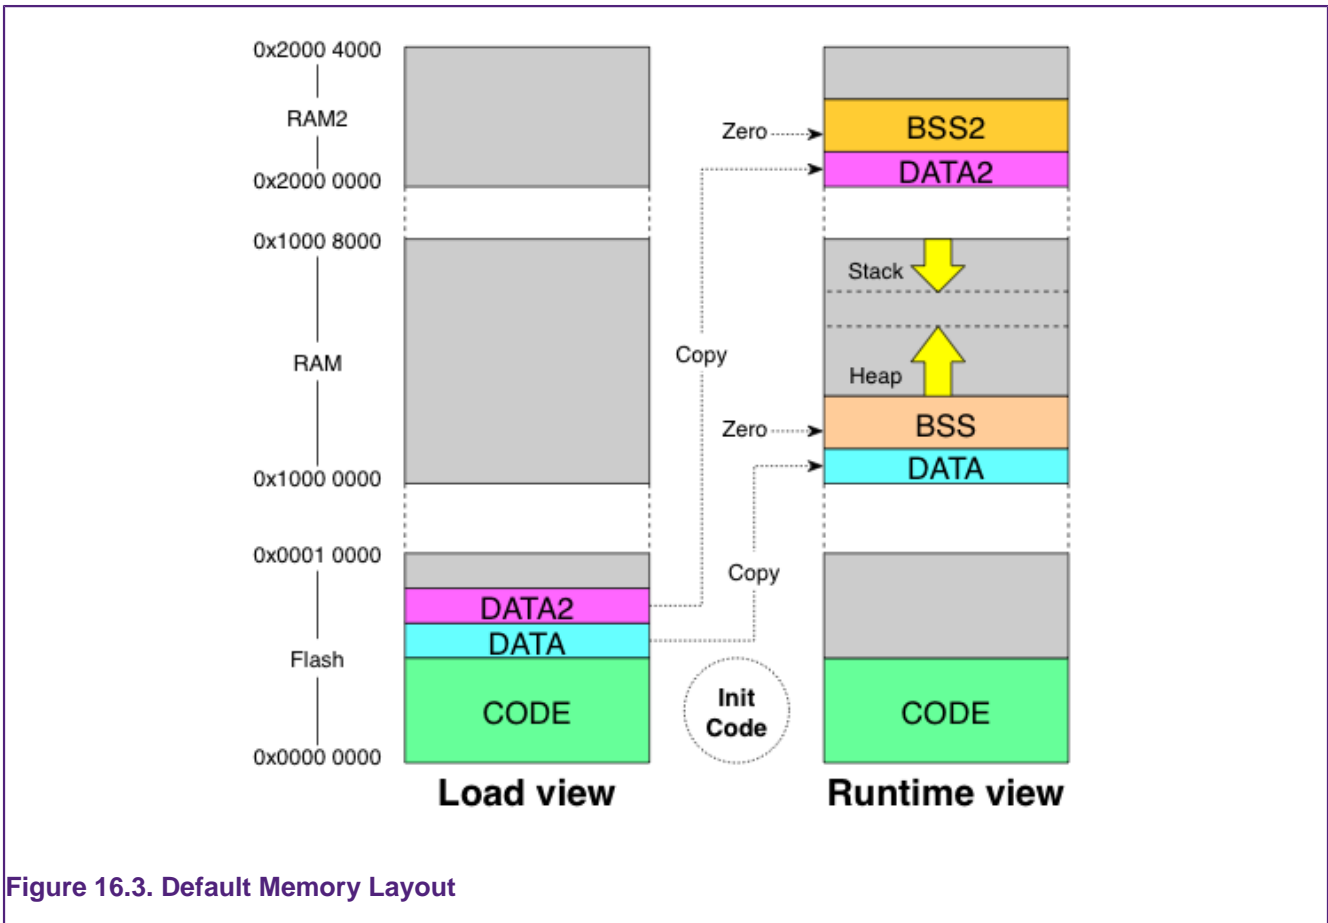 0x2000 4000
RAM2
0x2000 0000
0x1000 8000
RAM
0x1000 0000
0x0001 0000
Flash
0x0000 0000
DATA2
DATA
CODE
Load view
Zero
Copy
Zero
Copy
Init
Code
BSS2
DATA2
Stack
Heap
BSS
DATA
CODE
Runtime view
Figure 16.3. Default Memory Layout